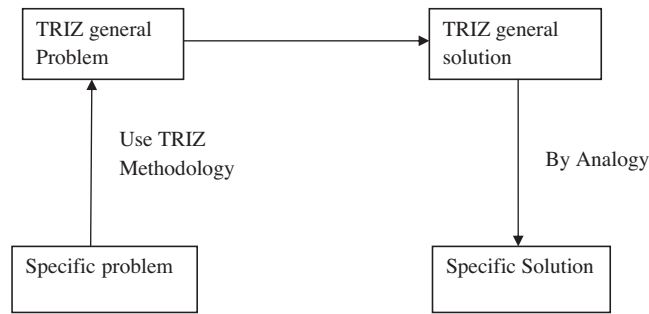 TRIZ general
Problem
TRIZ general
solution
Use TRIZ
Methodology
By Analogy
Specific problem
Specific Solution